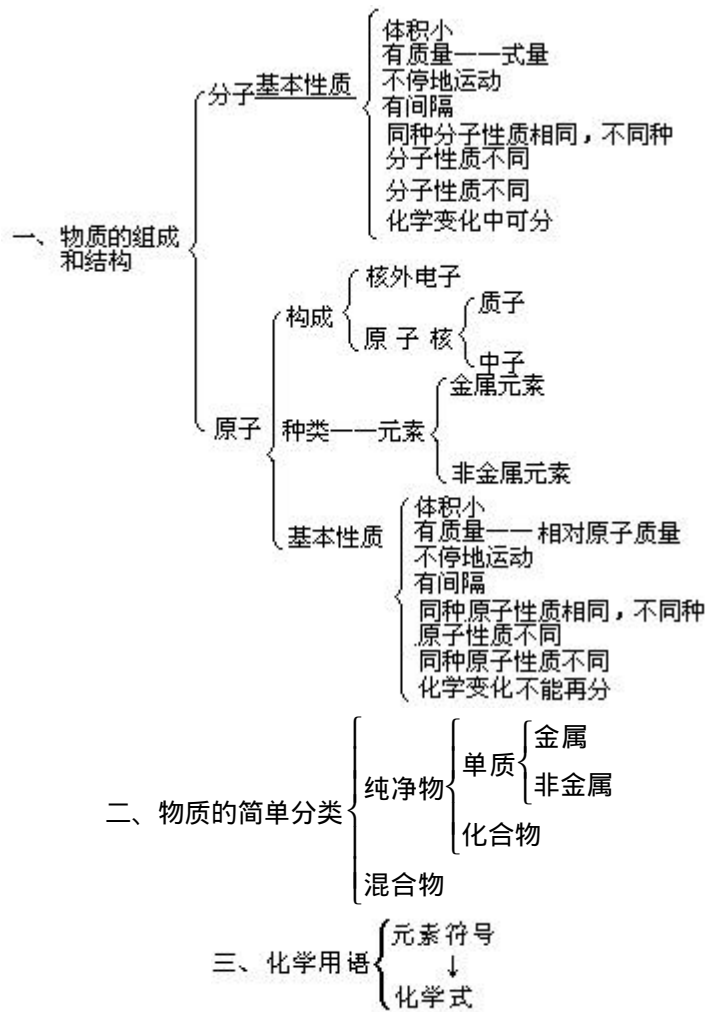 体积小
有质量——式量
不停地运动
有间隔
同种分子性质相同，不同种
分子性质不同
分子性质不同
化学变化中可分
分子基本性质
一、物质的组成
和结构
构成
核外电子
原子核
质子
中子
原子
种类——元素
金属元素
非金属元素
基本性质
体积小
有质量——相对原子质量
不停地运动
有间隔
同种原子性质相同，不同种
原子性质不同
同种原子性质不同
化学变化不能再分
二、物质的简单分类
纯净物
单质
金属
非金属
化合物
混合物
三、化学用语
元素符号
↓
化学式